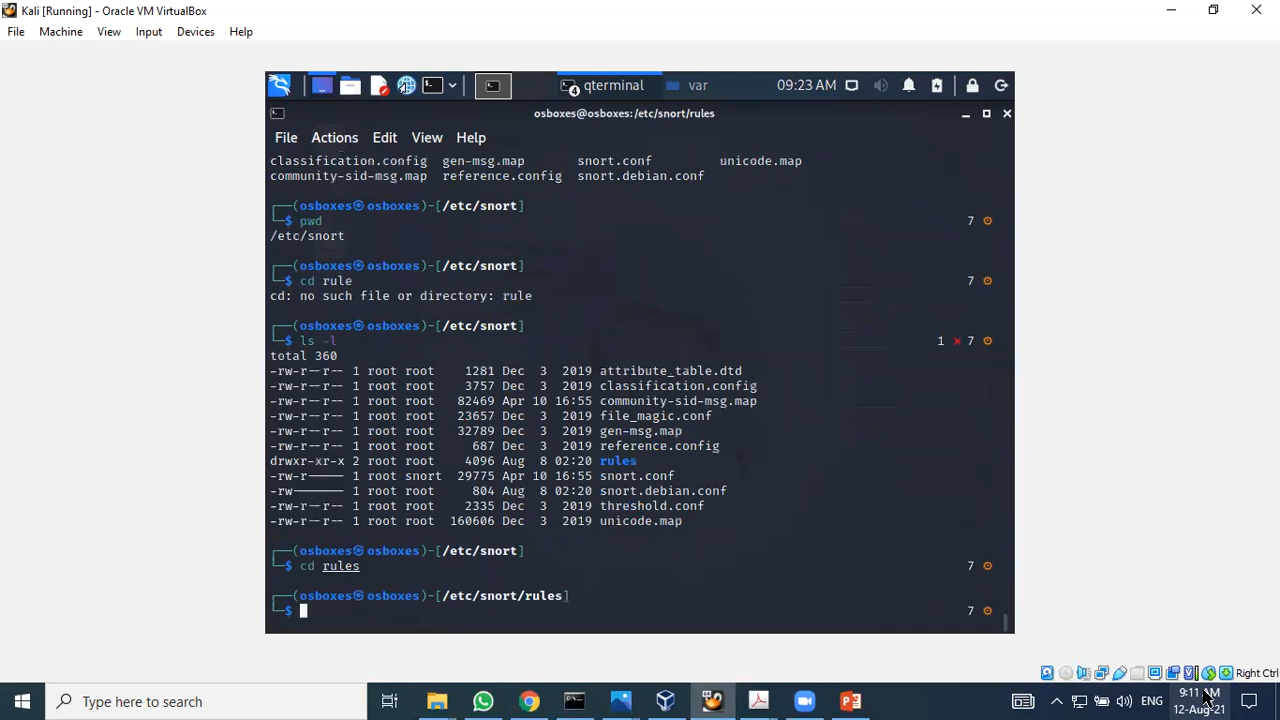 Kali [Running] - Oracle VM VirtualBox
File Machine View Input Devices Help
4 qterminal var 09:23 AM
osboxes@osboxes:/etc/snort/rules
File Actions Edit View Help
classification.config gen-msg.map snort.conf unicode.map
community-sid-msg.map reference.config snort.debian.conf
┌──(osboxes㉿osboxes)-[/etc/snort]
└─$ pwd 7 ⚙
/etc/snort
┌──(osboxes㉿osboxes)-[/etc/snort]
└─$ cd rule 7 ⚙
cd: no such file or directory: rule
┌──(osboxes㉿osboxes)-[/etc/snort]
└─$ ls -l 1 ⨯ 7 ⚙
total 360
-rw-r--r-- 1 root root 1281 Dec 3 2019 attribute_table.dtd
-rw-r--r-- 1 root root 3757 Dec 3 2019 classification.config
-rw-r--r-- 1 root root 82469 Apr 10 16:55 community-sid-msg.map
-rw-r--r-- 1 root root 23657 Dec 3 2019 file_magic.conf
-rw-r--r-- 1 root root 32789 Dec 3 2019 gen-msg.map
-rw-r--r-- 1 root root 687 Dec 3 2019 reference.config
drwxr-xr-x 2 root root 4096 Aug 8 02:20 rules
-rw-r----- 1 root snort 29775 Apr 10 16:55 snort.conf
-rw------- 1 root root 804 Aug 8 02:20 snort.debian.conf
-rw-r--r-- 1 root root 2335 Dec 3 2019 threshold.conf
-rw-r--r-- 1 root root 160606 Dec 3 2019 unicode.map
┌──(osboxes㉿osboxes)-[/etc/snort]
└─$ cd rules 7 ⚙
┌──(osboxes㉿osboxes)-[/etc/snort/rules]
└─$ 7 ⚙
Right Ctrl
Type here to search
ENG
9:11 AM
12-Aug-21